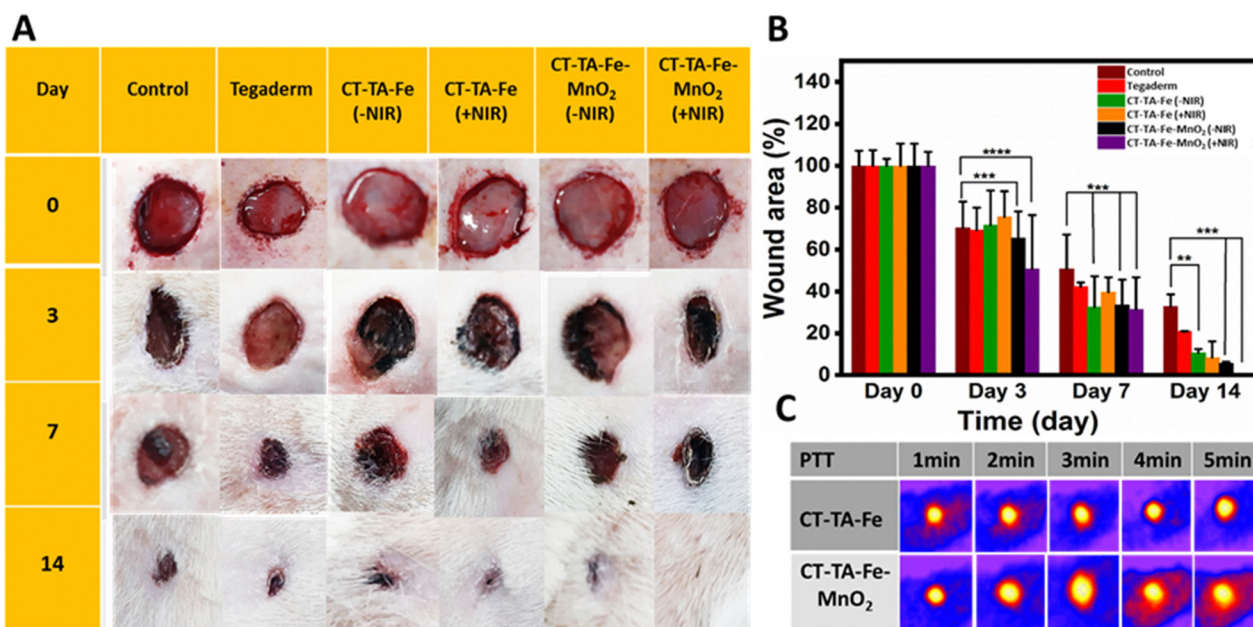 A
Day
Control
Tegaderm
CT-TA-Fe
(-NIR)
CT-TA-Fe
(+NIR)
CT-TA-Fe-
MnO₂
(-NIR)
CT-TA-Fe-
MnO₂
(+NIR)
0
3
7
14
B
Wound area (%)
140
120
100
80
60
40
20
0
Control
Tegaderm
CT-TA-Fe (-NIR)
CT-TA-Fe (+NIR)
CT-TA-Fe-MnO₂ (-NIR)
CT-TA-Fe-MnO₂ (+NIR)
****
***
***
***
**
Day 0
Day 3
Day 7
Day 14
Time (day)
C
PTT
1min
2min
3min
4min
5min
CT-TA-Fe
CT-TA-Fe-
MnO₂